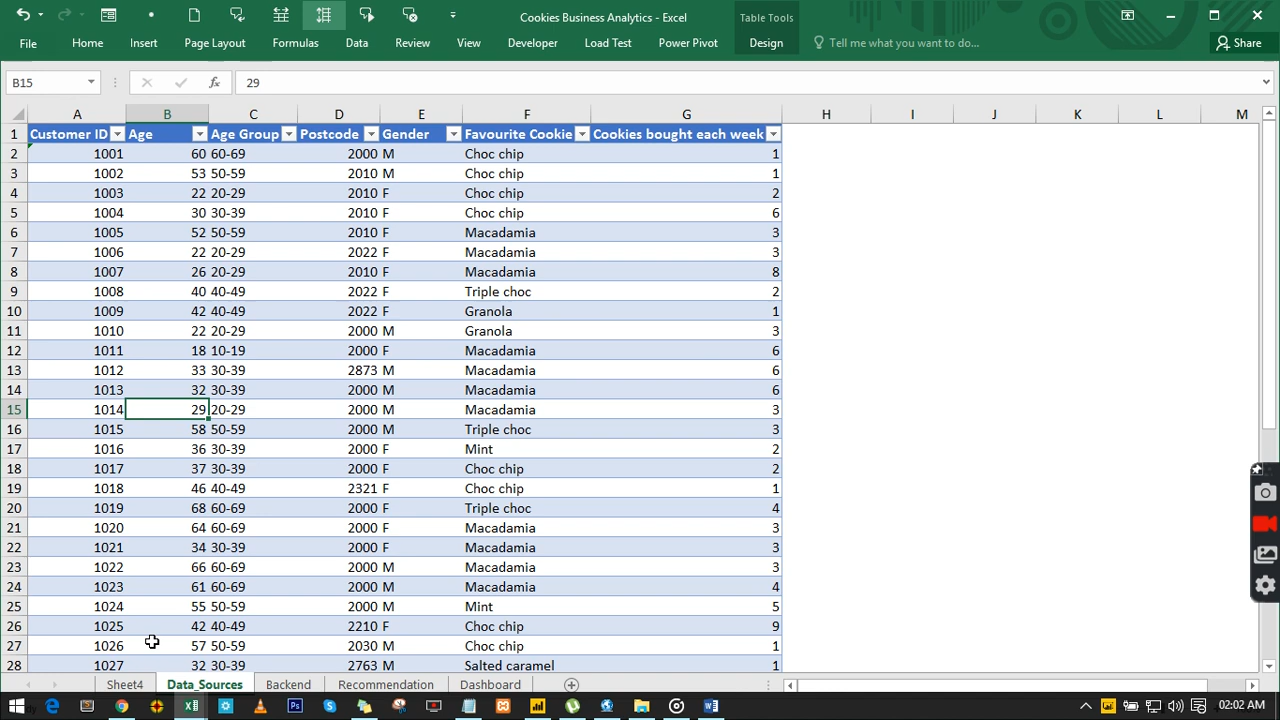 Cookies Business Analytics - Excel
Table Tools
File Home Insert Page Layout Formulas Data Review View Developer Load Test Power Pivot Design Tell me what you want to do... Share
B15 fx 29
A B C D E F G H I J K L M
1 Customer ID Age Age Group Postcode Gender Favourite Cookie Cookies bought each week
2 1001 60 60-69 2000 M Choc chip 1
3 1002 53 50-59 2010 M Choc chip 1
4 1003 22 20-29 2010 F Choc chip 2
5 1004 30 30-39 2010 F Choc chip 6
6 1005 52 50-59 2010 F Macadamia 3
7 1006 22 20-29 2022 F Macadamia 3
8 1007 26 20-29 2010 F Macadamia 8
9 1008 40 40-49 2022 F Triple choc 2
10 1009 42 40-49 2022 F Granola 1
11 1010 22 20-29 2000 M Granola 3
12 1011 18 10-19 2000 F Macadamia 6
13 1012 33 30-39 2873 M Macadamia 6
14 1013 32 30-39 2000 M Macadamia 6
15 1014 29 20-29 2000 M Macadamia 3
16 1015 58 50-59 2000 M Triple choc 3
17 1016 36 30-39 2000 F Mint 2
18 1017 37 30-39 2000 F Choc chip 2
19 1018 46 40-49 2321 F Choc chip 1
20 1019 68 60-69 2000 F Triple choc 4
21 1020 64 60-69 2000 F Macadamia 3
22 1021 34 30-39 2000 F Macadamia 3
23 1022 66 60-69 2000 M Macadamia 3
24 1023 61 60-69 2000 M Macadamia 4
25 1024 55 50-59 2000 M Mint 5
26 1025 42 40-49 2210 F Choc chip 9
27 1026 57 50-59 2030 M Choc chip 1
28 1027 32 30-39 2763 M Salted caramel 1
Sheet4 Data_Sources Backend Recommendation Dashboard
02:02 AM